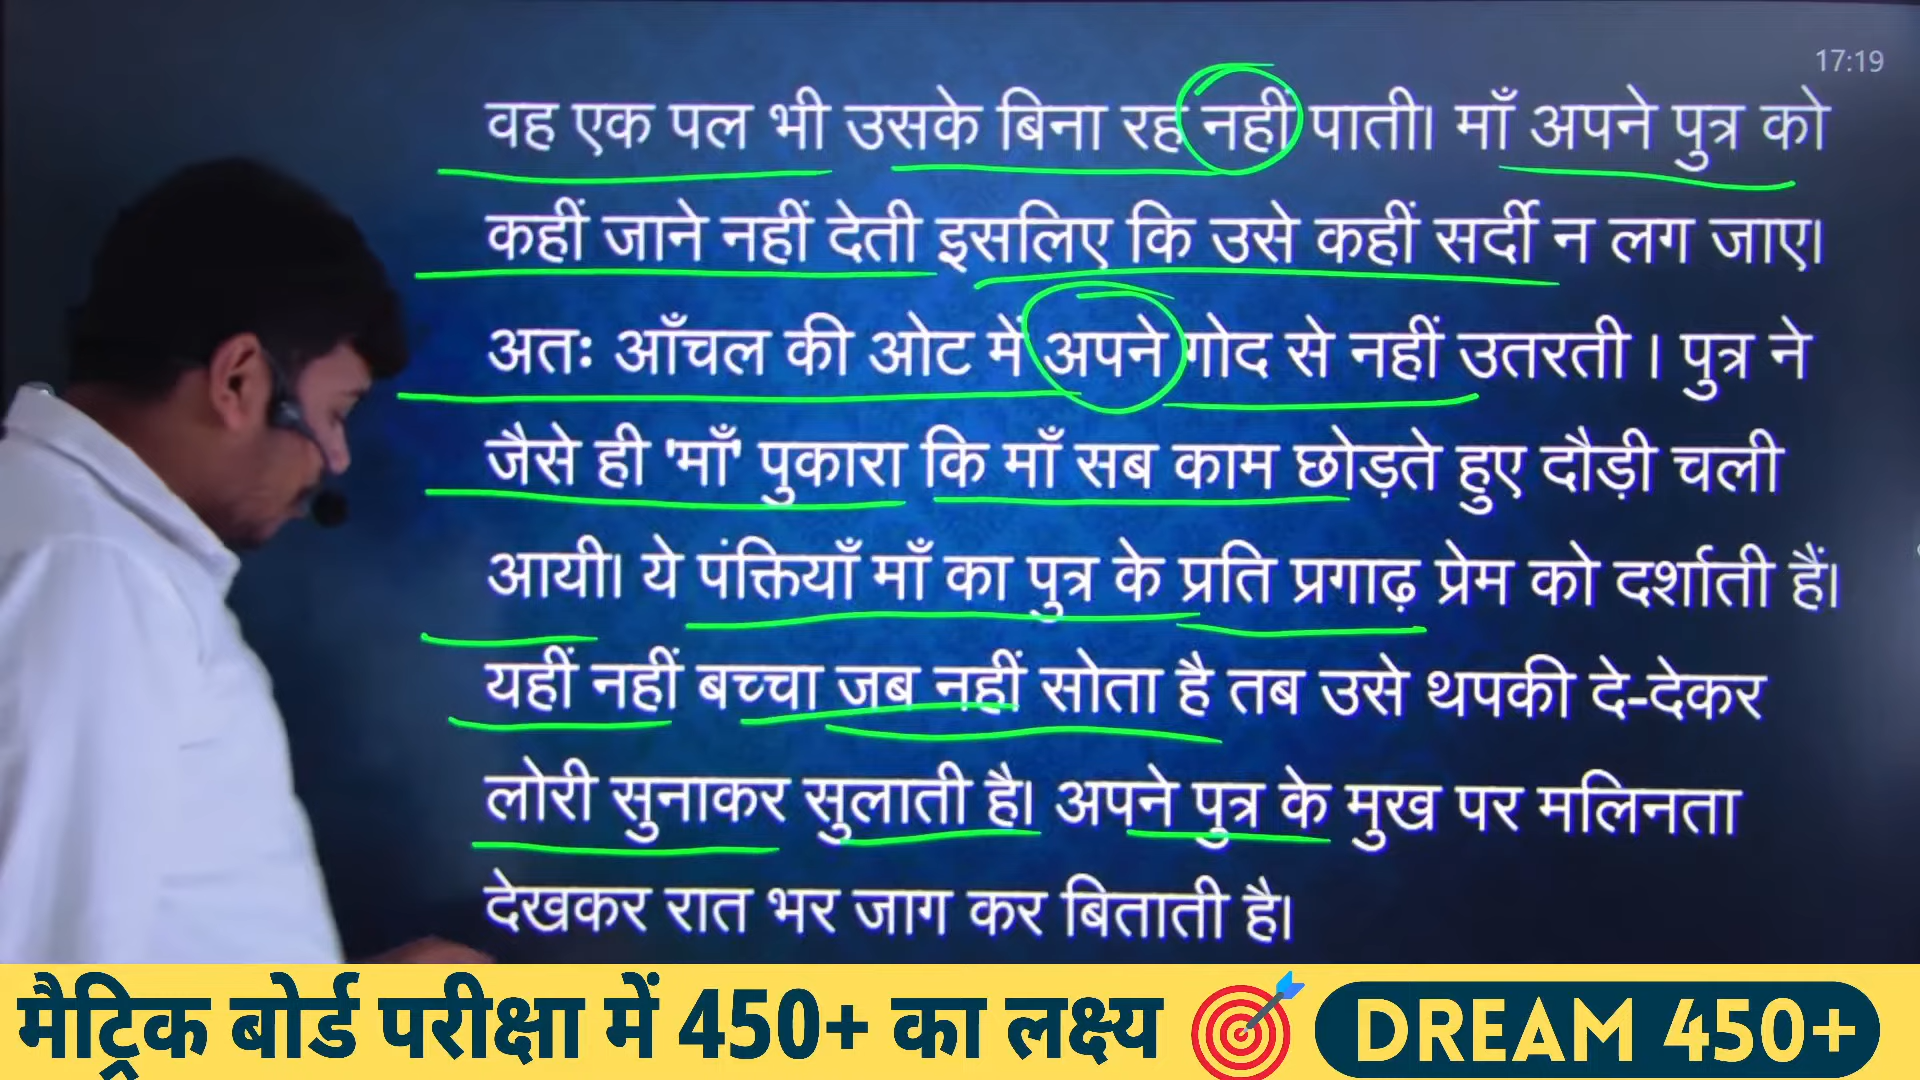 17:19
वह एक पल भी उसके बिना रह नहीं पाती। माँ अपने पुत्र को
कहीं जाने नहीं देती इसलिए कि उसे कहीं सर्दी न लग जाए।
अतः आँचल की ओट में अपने गोद से नहीं उतरती । पुत्र ने
जैसे ही 'माँ' पुकारा कि माँ सब काम छोड़ते हुए दौड़ी चली
आयी। ये पंक्तियाँ माँ का पुत्र के प्रति प्रगाढ़ प्रेम को दर्शाती हैं।
यहीं नहीं बच्चा जब नहीं सोता है तब उसे थपकी दे-देकर
लोरी सुनाकर सुलाती है। अपने पुत्र के मुख पर मलिनता
देखकर रात भर जाग कर बिताती है।
मैट्रिक बोर्ड परीक्षा में 450+ का लक्ष्य DREAM 450+